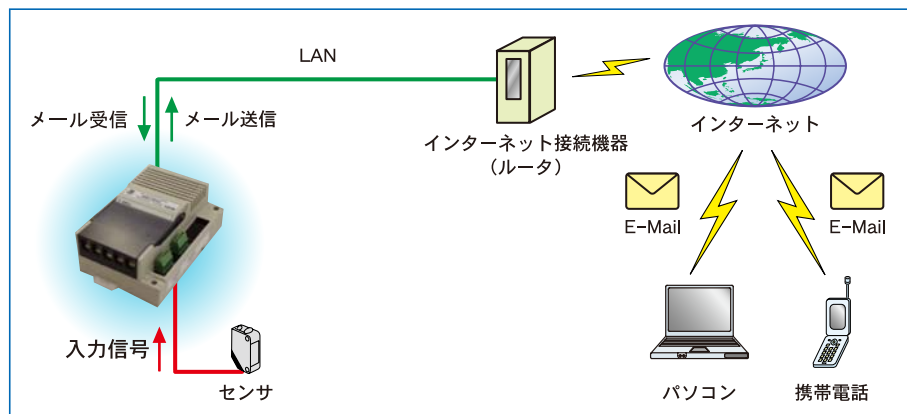 LAN
メール受信
メール送信
インターネット接続機器
（ルータ）
インターネット
E-Mail
E-Mail
入力信号
センサ
パソコン
携帯電話